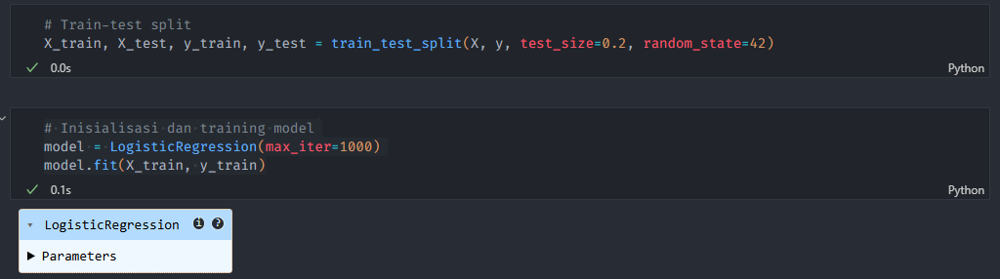 # Train-test split
X_train, X_test, y_train, y_test = train_test_split(X, y, test_size=0.2, random_state=42)
0.0s
Python
# Inisialisasi dan training model
model = LogisticRegression(max_iter=1000)
model.fit(X_train, y_train)
0.1s
Python
LogisticRegression i ?
Parameters